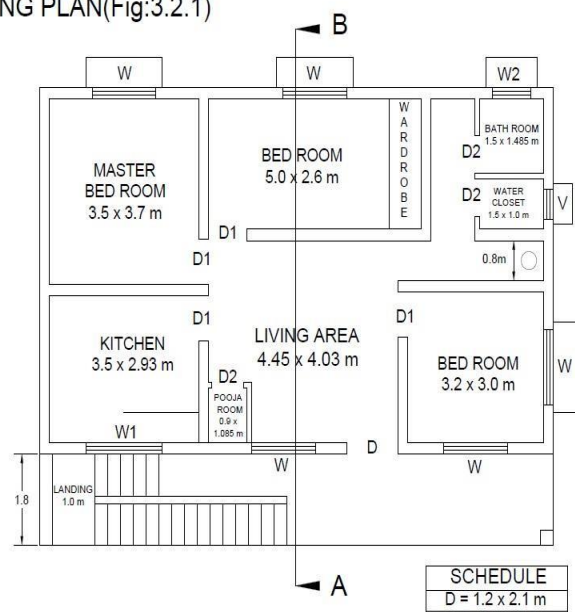 NG PLAN(Fig:3.2.1)
B
W
W
W2
MASTER
BED ROOM
3.5 x 3.7 m
BED ROOM
5.0 x 2.6 m
WARDROBE
BATH ROOM
1.5 x 1.485 m
D2
D2
WATER
CLOSET
1.5 x 1.0 m
V
D1
D1
0.8m
KITCHEN
3.5 x 2.93 m
D1
LIVING AREA
4.45 x 4.03 m
D1
BED ROOM
3.2 x 3.0 m
W
D2
POOJA
ROOM
0.9 x
1.085 m
W1
W
D
W
1.8
LANDING
1.0 m
A
SCHEDULE
D = 1.2 x 2.1 m